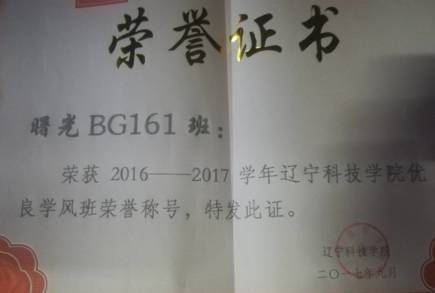 荣誉证书
曙光BG161班：
荣获 2016——2017 学年辽宁科技学院优
良学风班荣誉称号，特发此证。
辽宁科技学院
二〇一七年九月